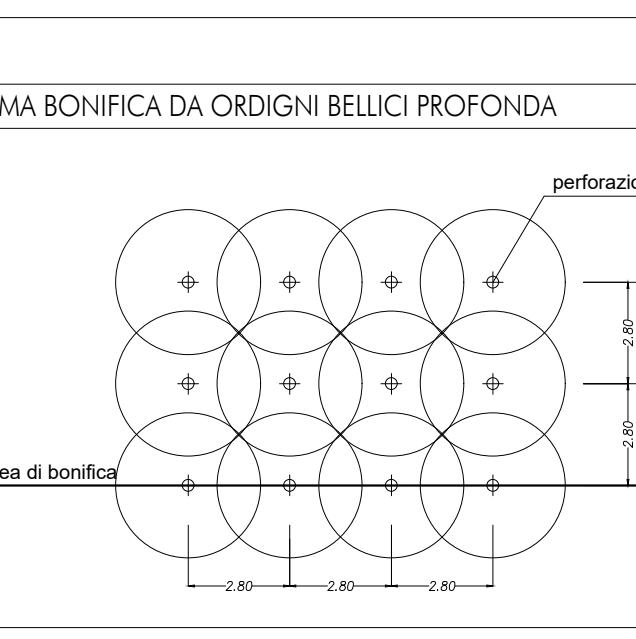 MA BONIFICA DA ORDIGNI BELLICI PROFONDA
perforazio
2.80
2.80
ea di bonifica
2.80 2.80 2.80